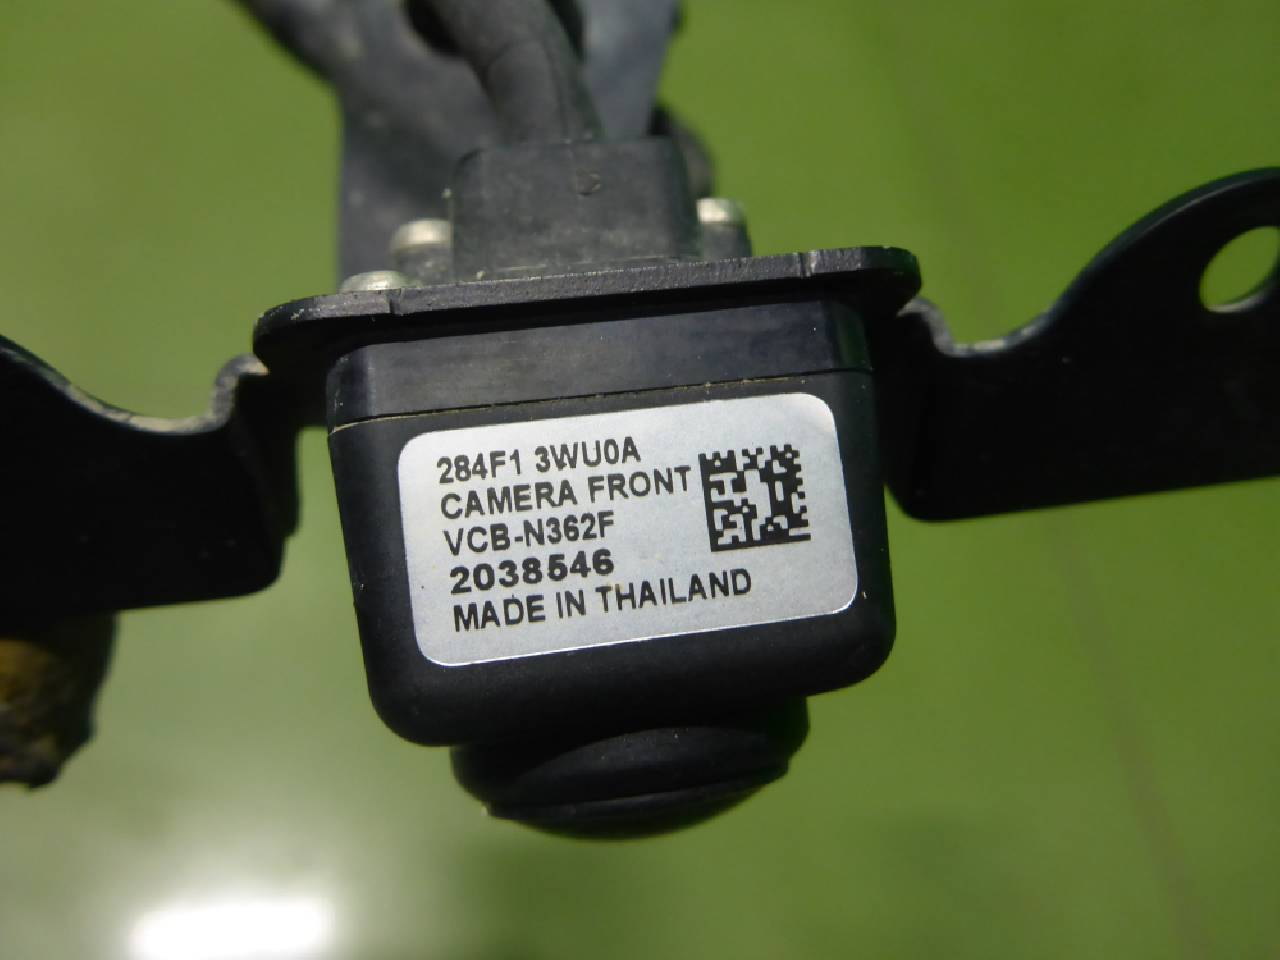 284F1 3WU0A
CAMERA FRONT
VCB-N362F
2038546
MADE IN THAILAND